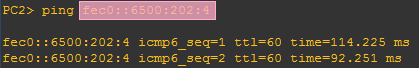 PC2> ping fec0::6500:202:4
fec0::6500:202:4 icmp6_seq=1 ttl=60 time=114.225 ms
fec0::6500:202:4 icmp6_seq=2 ttl=60 time=92.251 ms